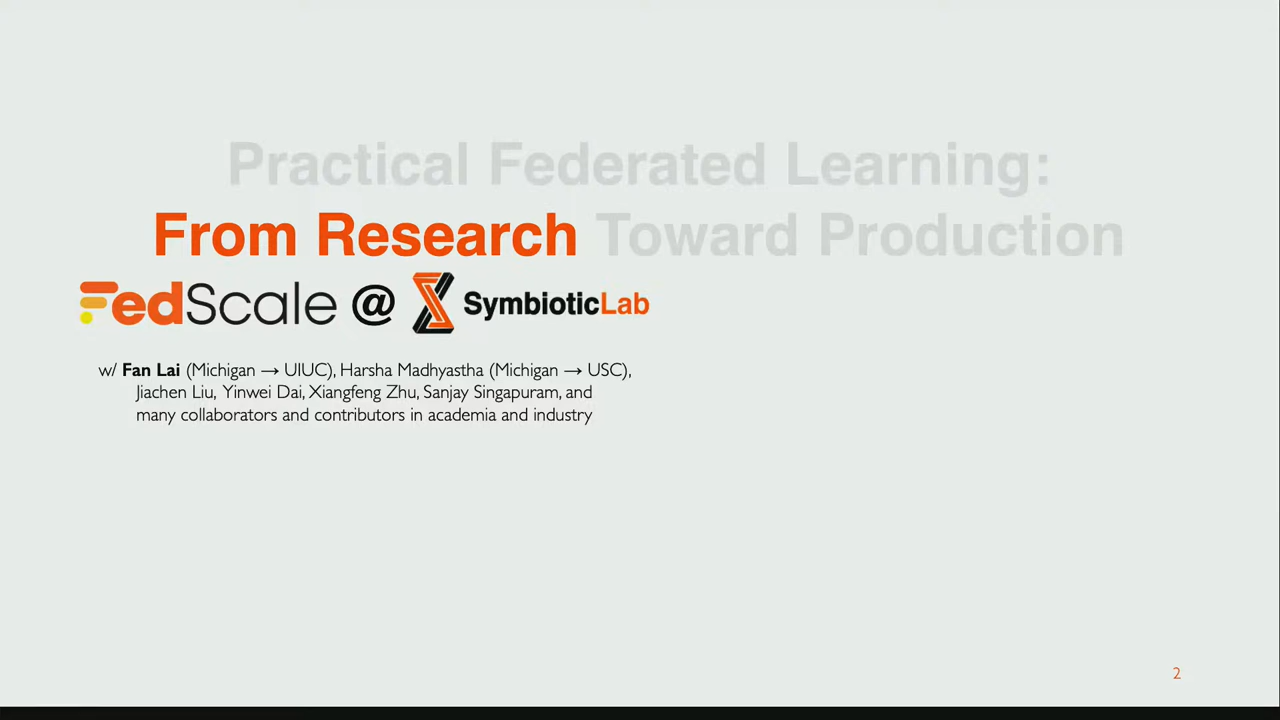 Practical Federated Learning:
From Research Toward Production
FedScale @ SymbioticLab
w/ Fan Lai (Michigan → UIUC), Harsha Madhyastha (Michigan → USC),
Jiachen Liu, Yinwei Dai, Xiangfeng Zhu, Sanjay Singapuram, and
many collaborators and contributors in academia and industry
2